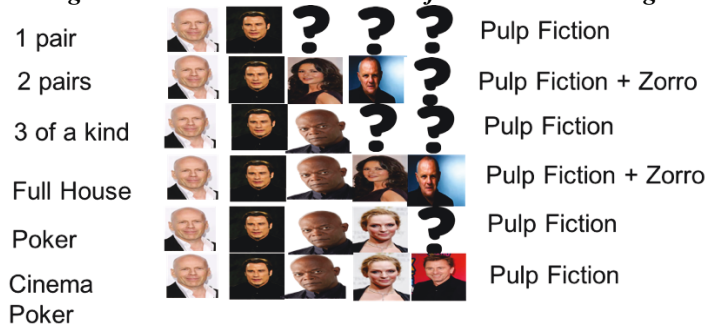 1 pair Pulp Fiction
2 pairs Pulp Fiction + Zorro
3 of a kind Pulp Fiction
Full House Pulp Fiction + Zorro
Poker Pulp Fiction
Cinema Pulp Fiction
Poker